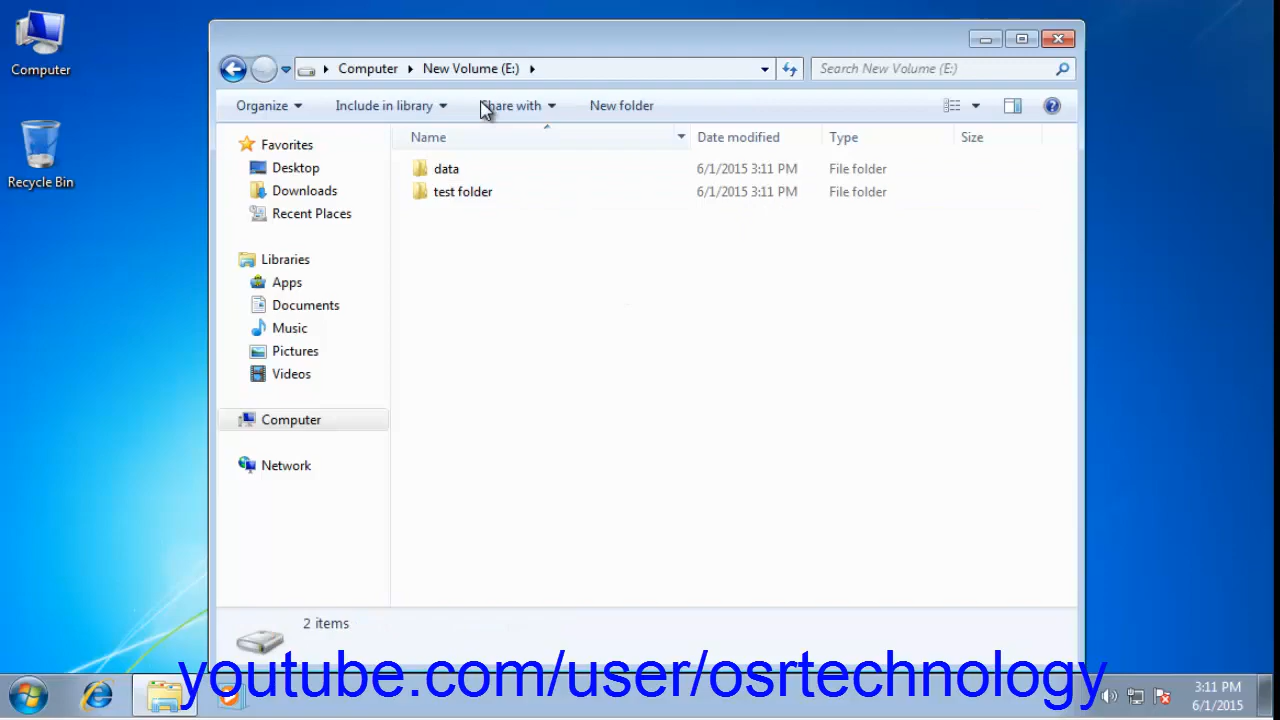 Computer
Recycle Bin
Computer New Volume (E:)
Search New Volume (E:)
Organize Include in library Share with New folder
Name Date modified Type Size
data 6/1/2015 3:11 PM File folder
test folder 6/1/2015 3:11 PM File folder
Favorites
Desktop
Downloads
Recent Places
Libraries
Apps
Documents
Music
Pictures
Videos
Computer
Network
2 items
youtube.com/user/osrtechnology
3:11 PM
6/1/2015